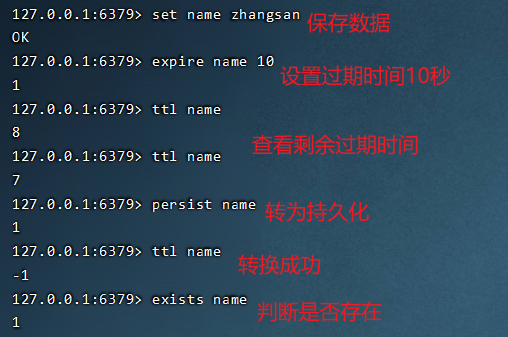 127.0.0.1:6379> set name zhangsan 保存数据
OK
127.0.0.1:6379> expire name 10 设置过期时间10秒
1
127.0.0.1:6379> ttl name
8 查看剩余过期时间
127.0.0.1:6379> ttl name
7
127.0.0.1:6379> persist name 转为持久化
1
127.0.0.1:6379> ttl name 转换成功
-1
127.0.0.1:6379> exists name 判断是否存在
1